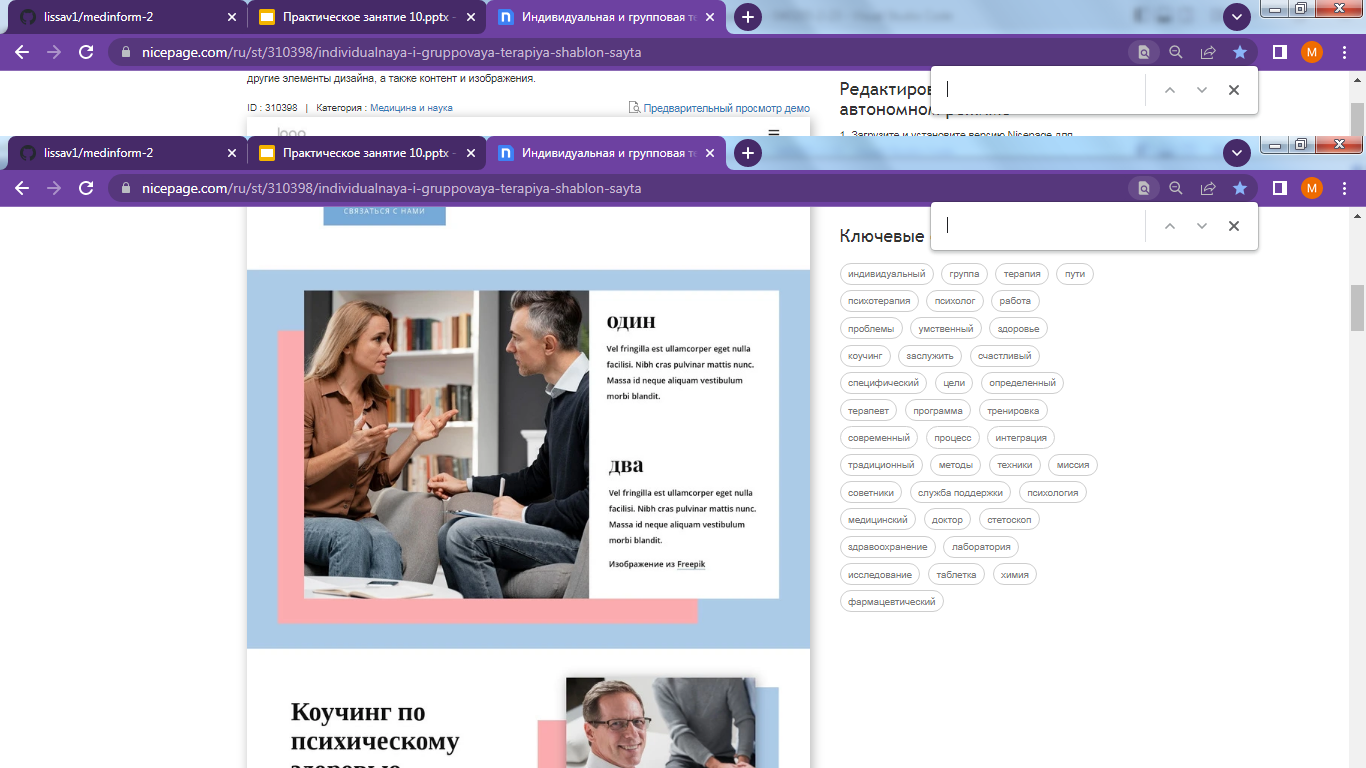 lissav1/medinform-2
Практическое занятие 10.pptx -
Индивидуальная и групповая те
nicepage.com/ru/st/310398/individualnaya-i-gruppovaya-terapiya-shablon-sayta
M
другие элементы дизайна, а также контент и изображения.
ID : 310398 | Категория : Медицина и наука
Предварительный просмотр демо
logo
автономном
1. Загрузите и установите версию Nicepage для
lissav1/medinform-2
Практическое занятие 10.pptx -
Индивидуальная и групповая те
nicepage.com/ru/st/310398/individualnaya-i-gruppovaya-terapiya-shablon-sayta
M
СВЯЗАТЬСЯ С НАМИ
один
Vel fringilla est ullamcorper eget nulla
facilisi. Nibh cras pulvinar mattis nunc.
Massa id neque aliquam vestibulum
morbi blandit.
два
Vel fringilla est ullamcorper eget nulla
facilisi. Nibh cras pulvinar mattis nunc.
Massa id neque aliquam vestibulum
morbi blandit.
Изображение из Freepik
Коучинг по
психическому
здоровью
Ключевые
индивидуальный группа терапия пути
психотерапия психолог работа
проблемы умственный здоровье
коучинг заслужить счастливый
специфический цели определенный
терапевт программа тренировка
современный процесс интеграция
традиционный методы техники миссия
советники служба поддержки психология
медицинский доктор стетоскоп
здравоохранение лаборатория
исследование таблетка химия
фармацевтический